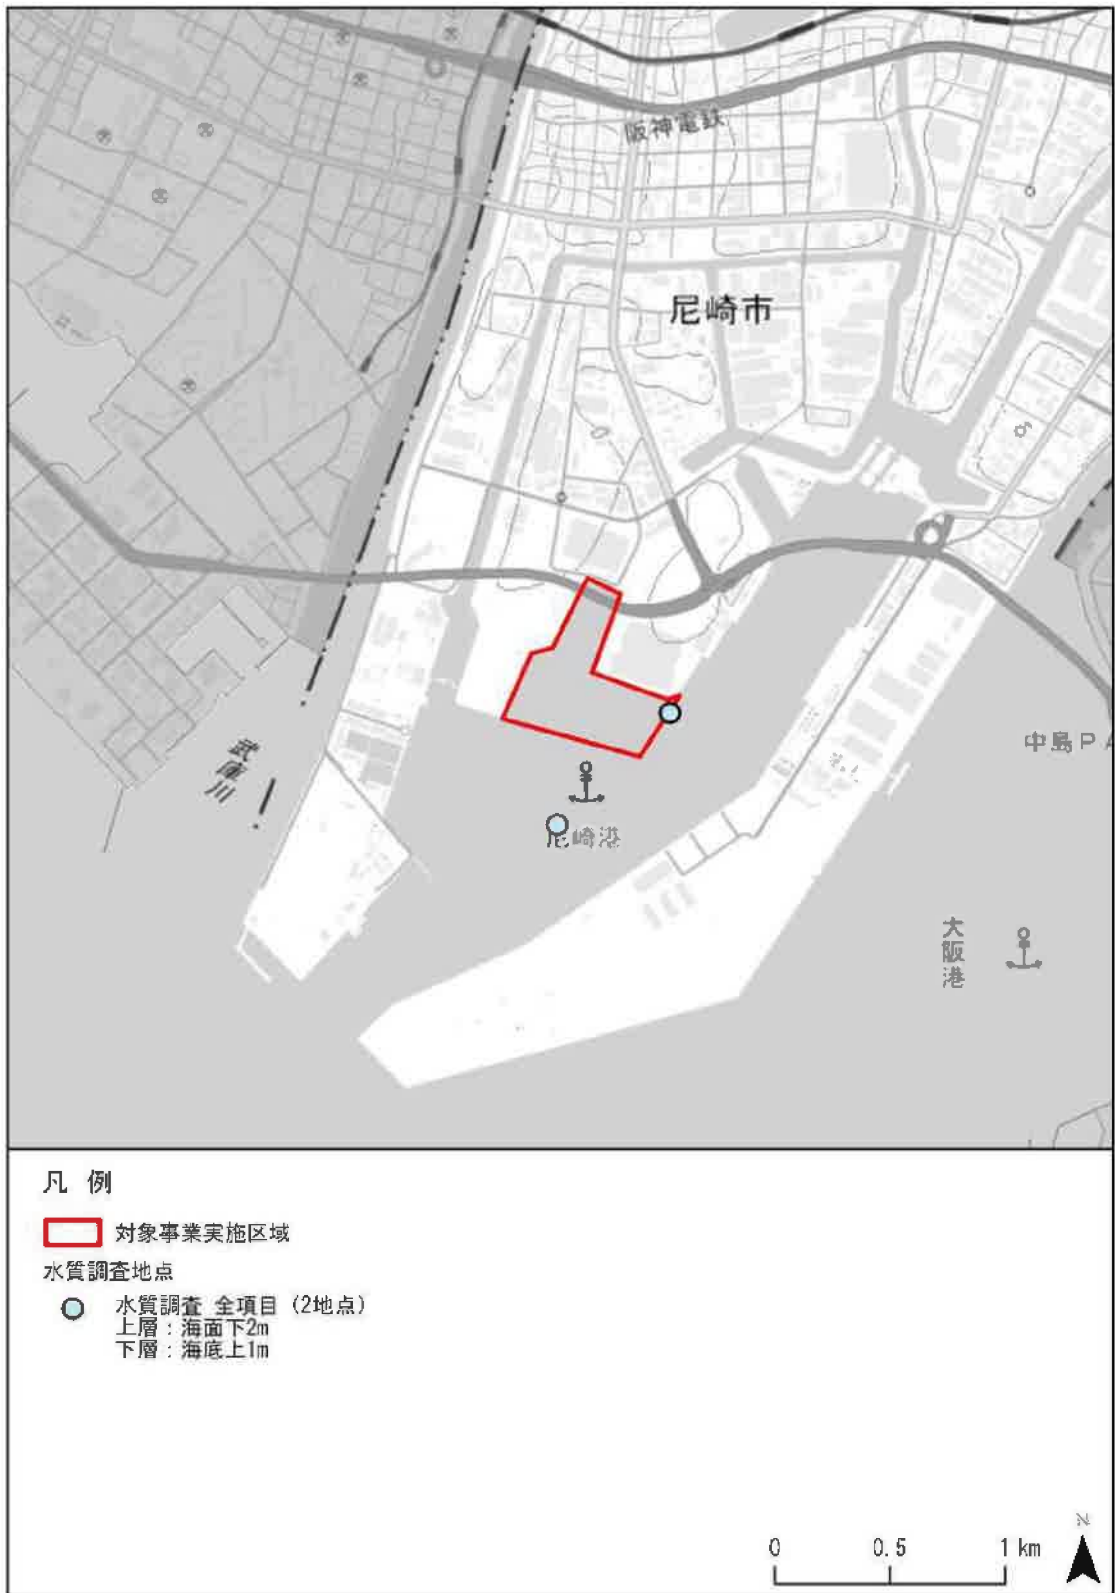 阪神電鉄
尼崎市
武庫川
中島P
尼崎港
大阪港
凡 例
対象事業実施区域
水質調査地点
水質調査 全項目 (2地点)
上層:海面下2m
下層:海底上1m
0 0.5 1 km
N